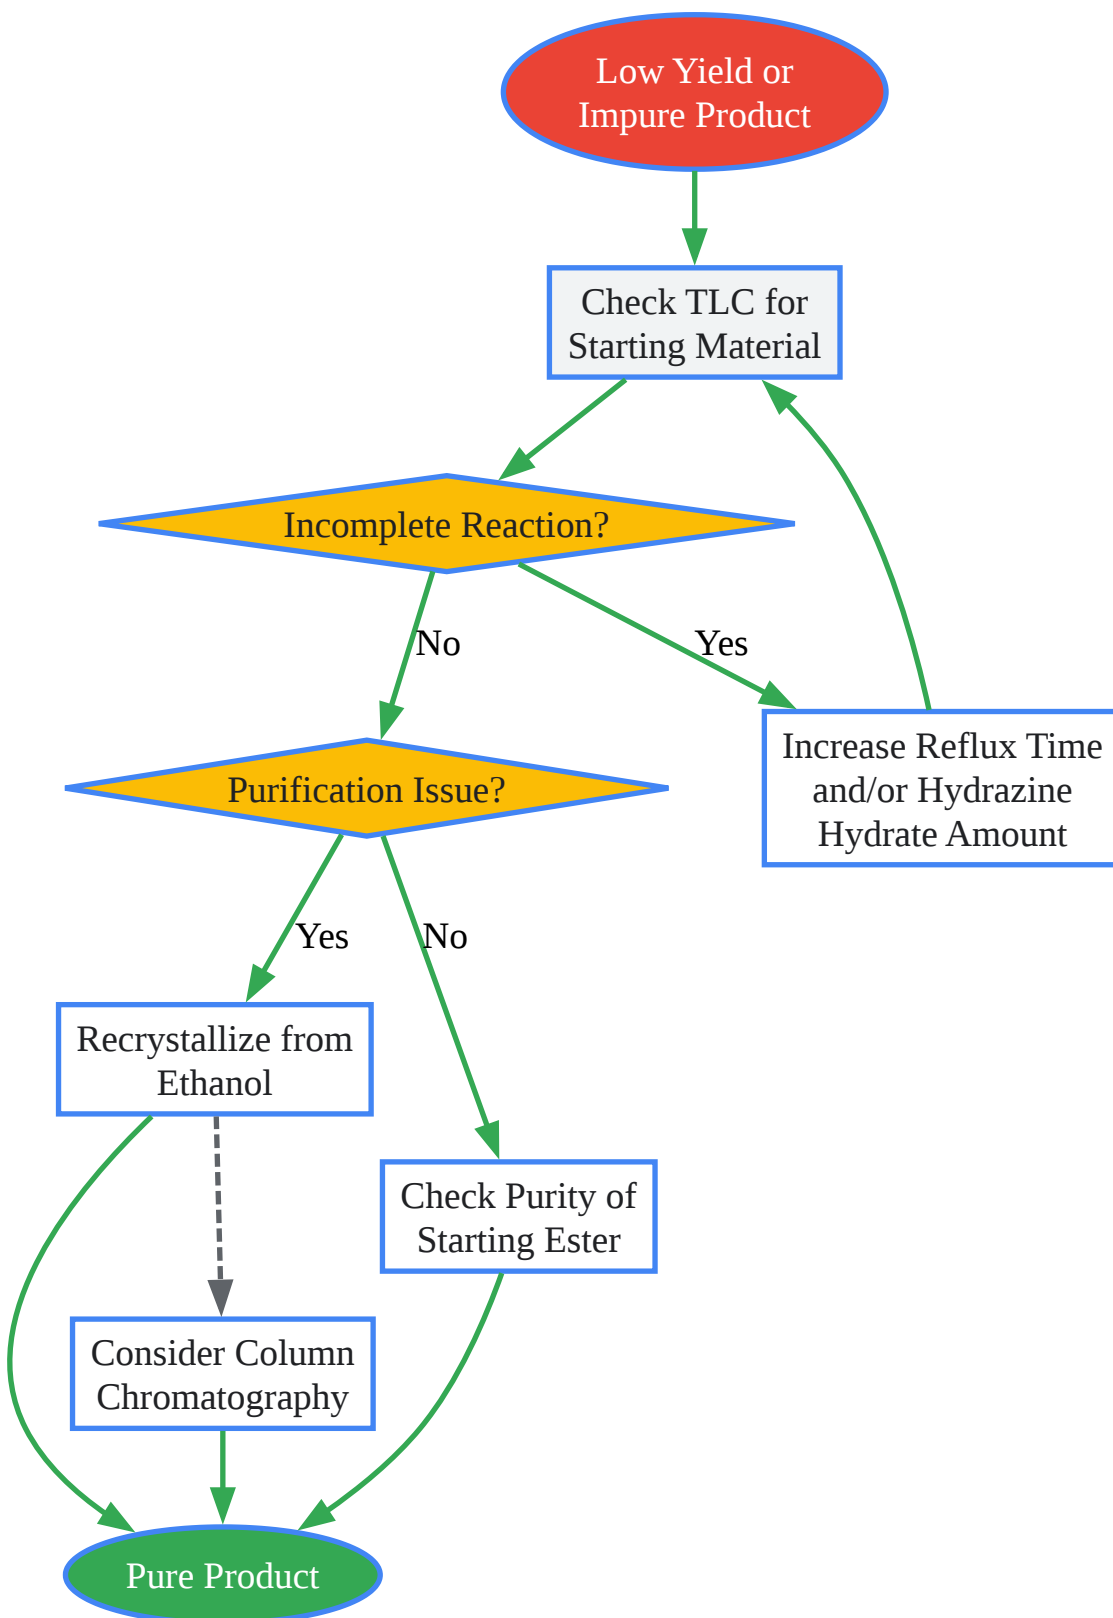 Low Yield or
Impure Product
Check TLC for
Starting Material
Incomplete Reaction?
No
Yes
Increase Reflux Time
and/or Hydrazine
Hydrate Amount
Purification Issue?
Yes
No
Recrystallize from
Ethanol
Check Purity of
Starting Ester
Consider Column
Chromatography
Pure Product